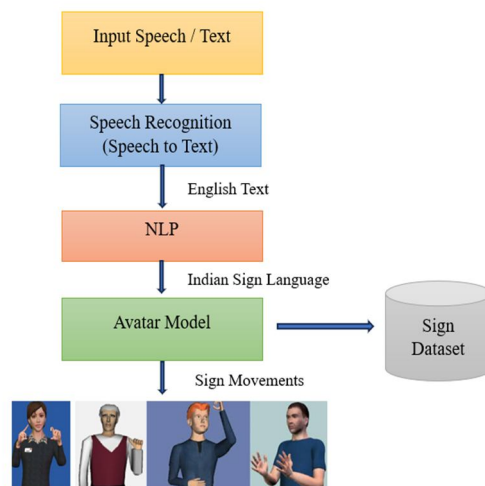 Input Speech / Text
Speech Recognition
(Speech to Text)
English Text
NLP
Indian Sign Language
Avatar Model
Sign
Dataset
Sign Movements